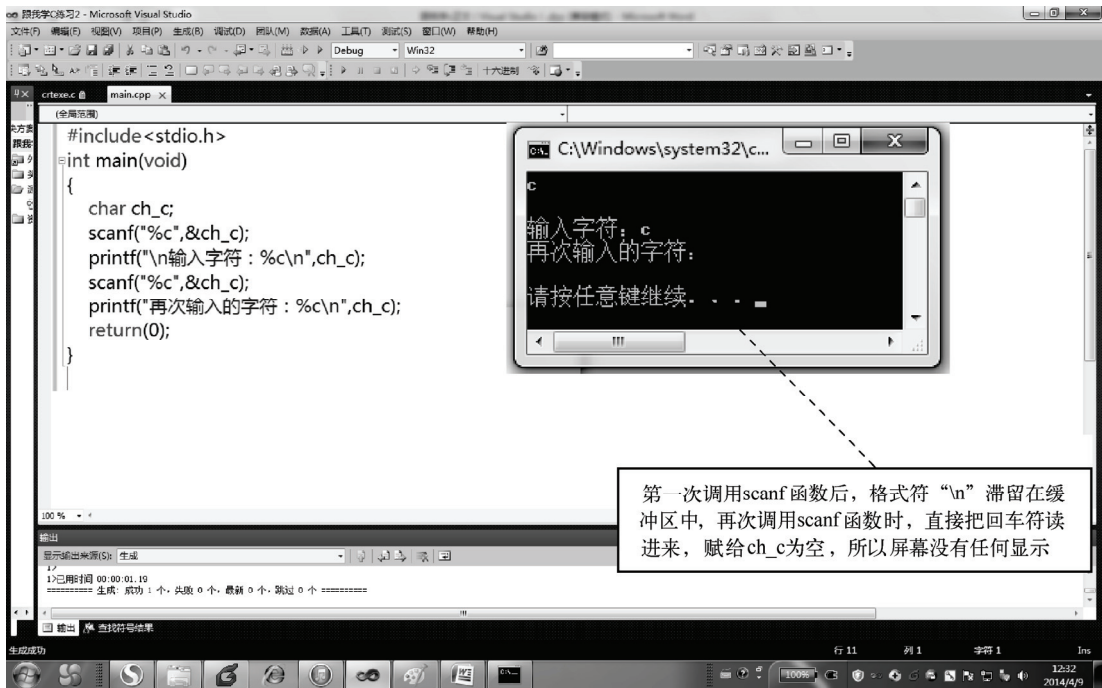 跟我学C练习2 - Microsoft Visual Studio
文件(F) 编辑(E) 视图(V) 项目(P) 生成(B) 调试(D) 团队(M) 数据(A) 工具(T) 测试(S) 窗口(W) 帮助(H)
Debug Win32
十六进制
crtexe.c main.cpp
(全局范围)
#include<stdio.h>
int main(void)
{
char ch_c;
scanf("%c",&ch_c);
printf("\n输入字符：%c\n",ch_c);
scanf("%c",&ch_c);
printf("再次输入的字符：%c\n",ch_c);
return(0);
}
C:\Windows\system32\c...
c
输入字符：c
再次输入的字符：
请按任意键继续. . .
第一次调用scanf函数后，格式符“\n”滞留在缓
冲区中，再次调用scanf函数时，直接把回车符读
进来，赋给ch_c为空，所以屏幕没有任何显示
100 %
输出
显示输出来源(S): 生成
1>
1>已用时间 00:00:01.19
========== 生成: 成功 1 个，失败 0 个，最新 0 个，跳过 0 个 ==========
输出 查找符号结果
生成成功 行 11 列 1 字符 1 Ins
100% 12:32
2014/4/9